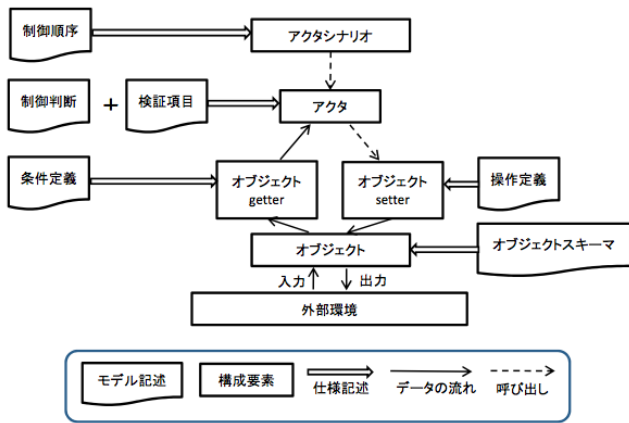 制御順序
アクタシナリオ
制御判断
+
検証項目
アクタ
条件定義
オブジェクト
getter
オブジェクト
setter
操作定義
オブジェクト
オブジェクトスキーマ
入力
出力
外部環境
モデル記述
構成要素
仕様記述
データの流れ
呼び出し